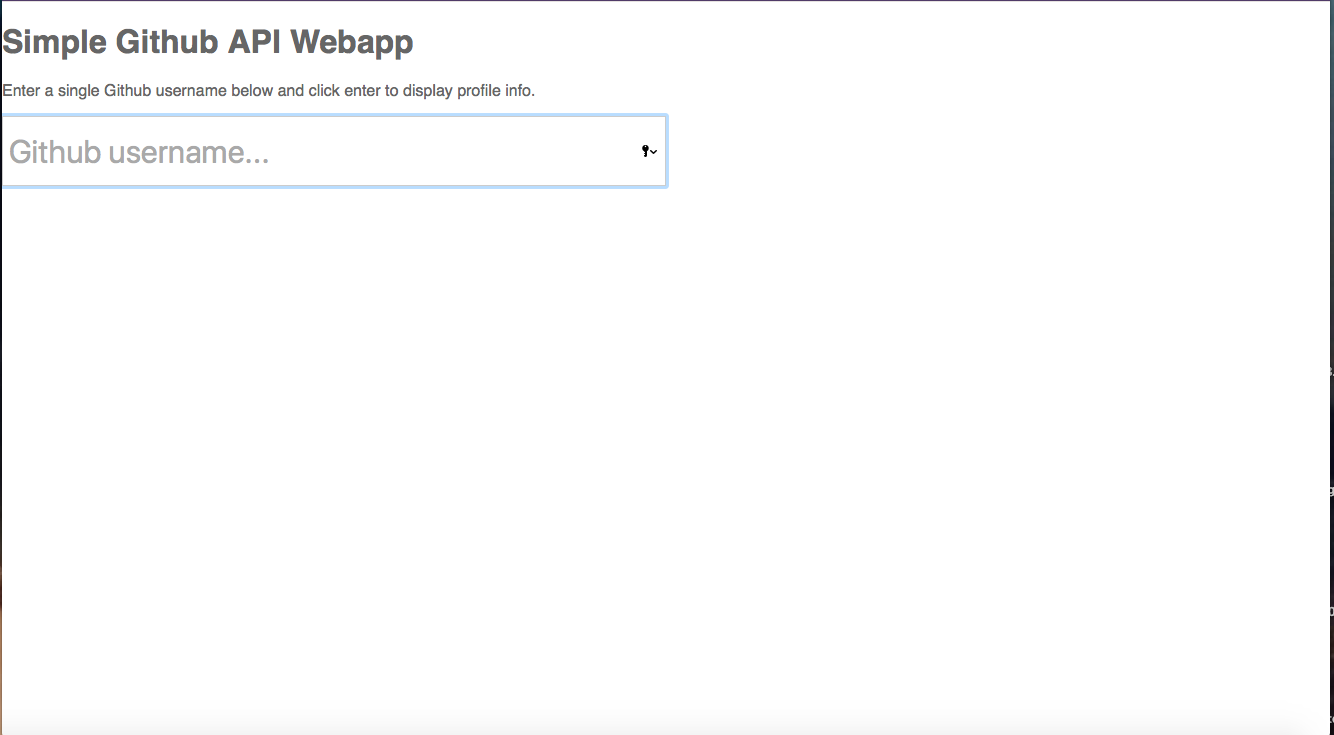 Simple Github API Webapp
Enter a single Github username below and click enter to display profile info.
Github username...